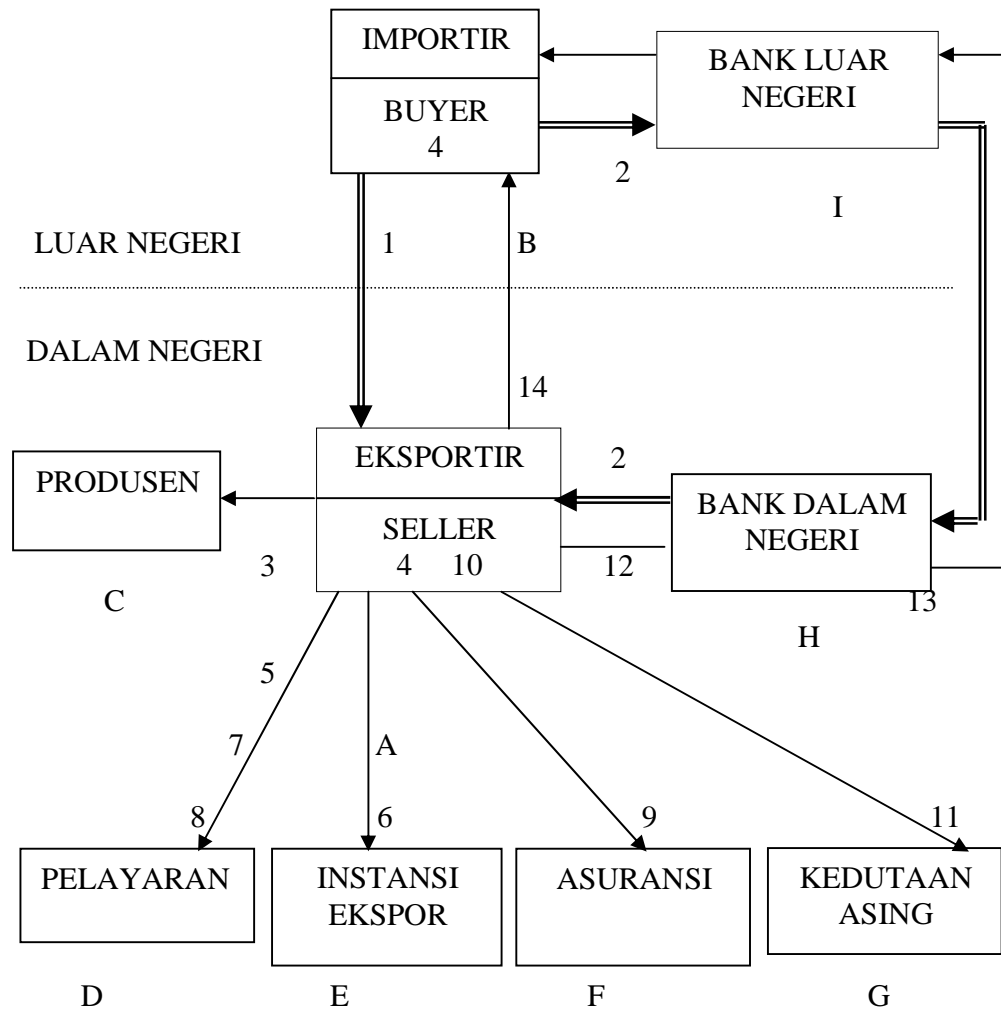 IMPORTIR
BANK LUAR
NEGERI
BUYER
4
2
I
LUAR NEGERI
1
B
DALAM NEGERI
14
EKSPORTIR
2
PRODUSEN
BANK DALAM
NEGERI
SELLER
4 10
3
12
13
C
H
5
7
A
8
6
9
11
PELAYARAN
INSTANSI
EKSPOR
ASURANSI
KEDUTAAN
ASING
D
E
F
G